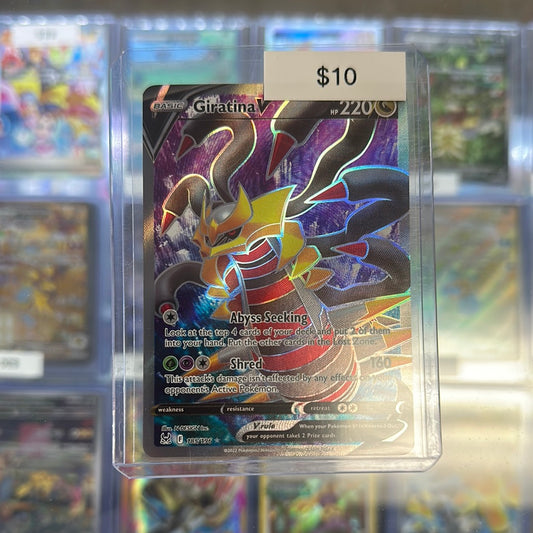 $10
BASIC
Giratina V
HP 220
Abyss Seeking
Look at the top 4 cards of your deck and put 2 of them
into your hand. Put the other cards in the Lost Zone.
Shred 160
This attack's damage isn't affected by any effects on your
opponent's Active Pokémon.
weakness resistance retreat
V rule
When your Pokémon V is Knocked Out,
your opponent takes 2 Prize cards.